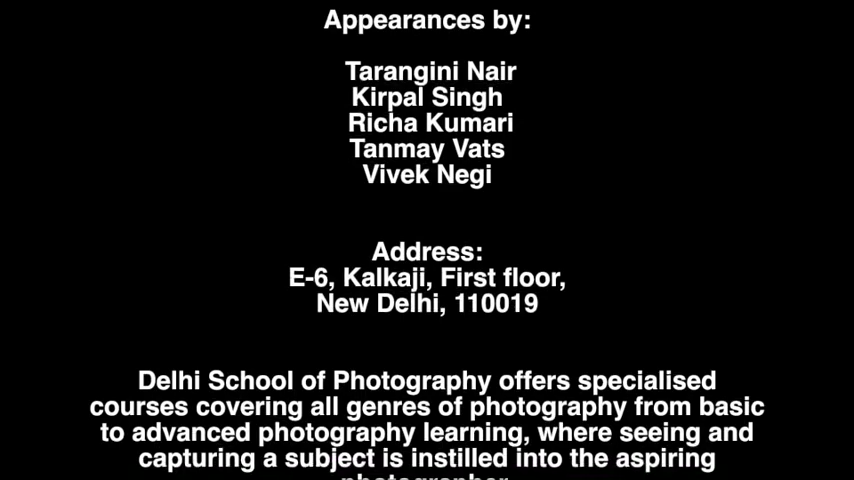 Appearances by:
Tarangini Nair
Kirpal Singh
Richa Kumari
Tanmay Vats
Vivek Negi
Address:
E-6, Kalkaji, First floor,
New Delhi, 110019
Delhi School of Photography offers specialised
courses covering all genres of photography from basic
to advanced photography learning, where seeing and
capturing a subject is instilled into the aspiring